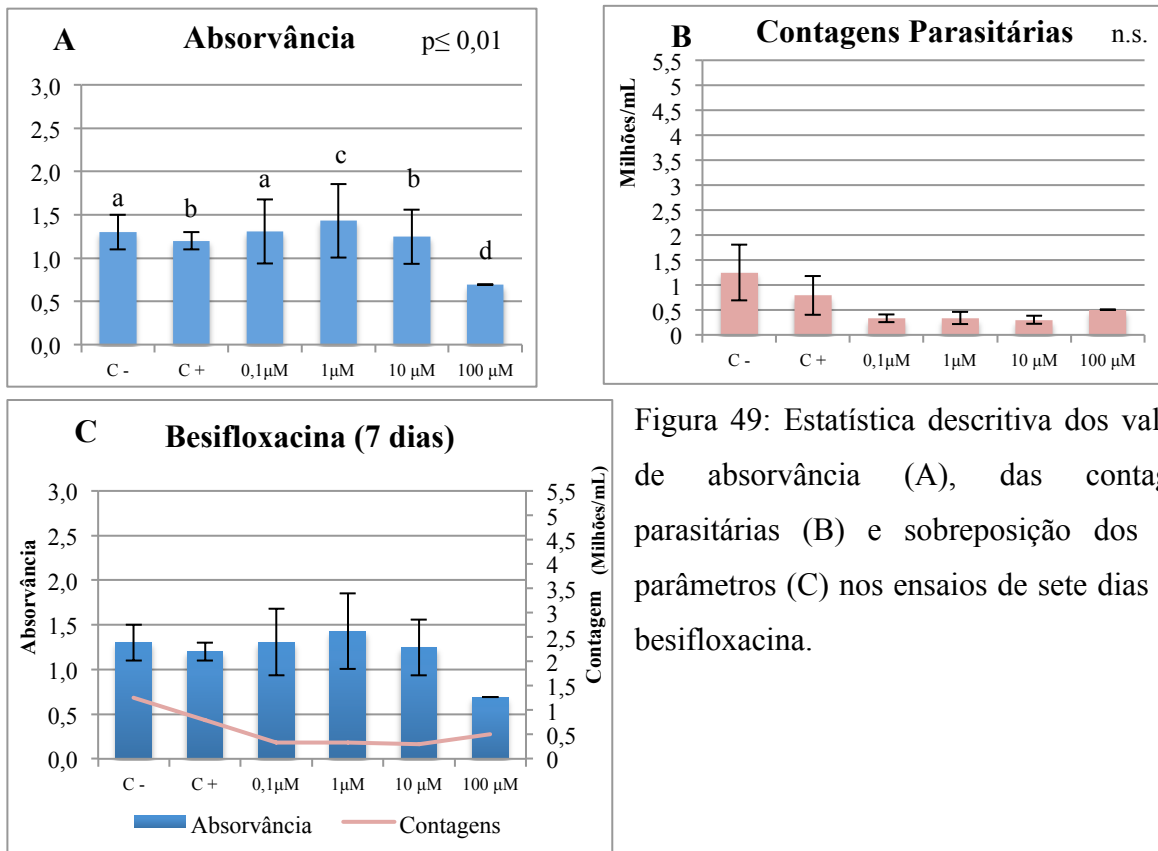 A Absorvância p≤ 0,01
3,0
2,5
2,0
1,5
1,0
0,5
0,0
a b a c b d
C - C + 0,1µM 1µM 10 µM 100 µM
B Contagens Parasitárias n.s.
Milhões/mL
5,5
5
4,5
4
3,5
3
2,5
2
1,5
1
0,5
0
C - C + 0,1µM 1µM 10 µM 100 µM
C Besifloxacina (7 dias)
Absorvância
3,0
2,5
2,0
1,5
1,0
0,5
0,0
Contagem (Milhões/mL)
5,5
5
4,5
4
3,5
3
2,5
2
1,5
1
0,5
0
C - C + 0,1µM 1µM 10 µM 100 µM
Absorvância Contagens
Figura 49: Estatística descritiva dos val
de absorvância (A), das contag
parasitárias (B) e sobreposição dos
parâmetros (C) nos ensaios de sete dias
besifloxacina.